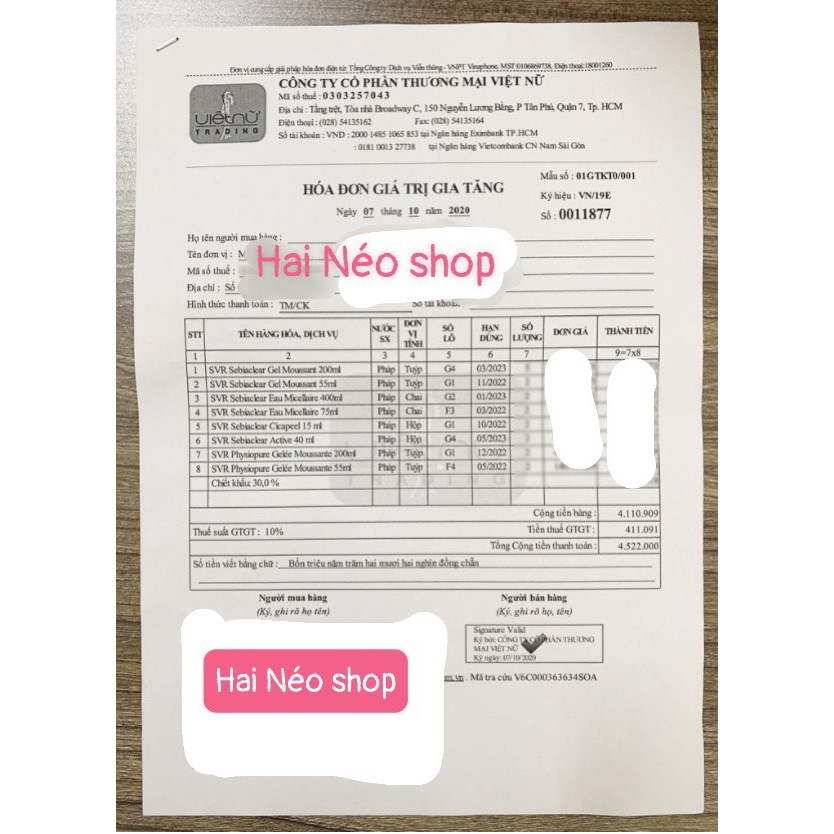 Đơn vị cung cấp giải pháp hóa đơn điện tử: Tổng Công ty Dịch vụ Viễn thông - VNPT Vinaphone, MST:0106869738, Điện thoại:18001260
CÔNG TY CỔ PHẦN THƯƠNG MẠI VIỆT NỮ
Mã số thuế : 0303257043
Địa chỉ : Tầng trệt, Tòa nhà Broadway C, 150 Nguyễn Lương Bằng, P Tân Phú, Quận 7, Tp. HCM
Điện thoại : (028) 54135162 Fax: (028) 54135164
Số tài khoản : VND : 2000 1485 1065 853 tại Ngân hàng Eximbank TP.HCM
: 0181 0013 27738 tại Ngân hàng Vietcombank CN Nam Sài Gòn
việt nữ
TRADING
HÓA ĐƠN GIÁ TRỊ GIA TĂNG
Ngày 07 tháng 10 năm 2020
Mẫu số : 01GTKT0/001
Ký hiệu : VN/19E
Số : 0011877
Họ tên người mua hàng :
Tên đơn vị : M
Mã số thuế :
Địa chỉ : Số
Hai Néo shop
Hình thức thanh toán : TM/CK Số tài khoản:
STT TÊN HÀNG HÓA, DỊCH VỤ NƯỚC SX ĐƠN VỊ TÍNH SỐ LÔ HẠN DÙNG SỐ LƯỢNG ĐƠN GIÁ THÀNH TIỀN
1 2 3 4 5 6 7 9=7x8
1 SVR Sebiaclear Gel Moussant 200ml Pháp Tuýp G4 03/2023
2 SVR Sebiaclear Gel Moussant 55ml Pháp Tuýp G1 11/2022
3 SVR Sebiaclear Eau Micellaire 400ml Pháp Chai G2 01/2023
4 SVR Sebiaclear Eau Micellaire 75ml Pháp Chai F3 03/2022
5 SVR Sebiaclear Cicapeel 15 ml Pháp Hộp G1 10/2022
6 SVR Sebiaclear Active 40 ml Pháp Hộp G4 05/2023
7 SVR Physiopure Gelée Moussante 200ml Pháp Tuýp G1 12/2022
8 SVR Physiopure Gelée Moussante 55ml Pháp Tuýp F4 05/2022
Chiết khấu: 30,0 %
Cộng tiền hàng : 4.110.909
Thuế suất GTGT : 10% Tiền thuế GTGT : 411.091
Tổng Cộng tiền thanh toán : 4.522.000
Số tiền viết bằng chữ : Bốn triệu năm trăm hai mươi hai nghìn đồng chẵn
Người mua hàng Người bán hàng
(Ký, ghi rõ họ tên) (Ký, ghi rõ họ, tên)
Signature Valid
Ký bởi: CÔNG TY CỔ PHẦN THƯƠNG
MẠI VIỆT NỮ
Ký ngày: 07/10/2020
Hai Néo shop
m.vn . Mã tra cứu V6C000363634SOA